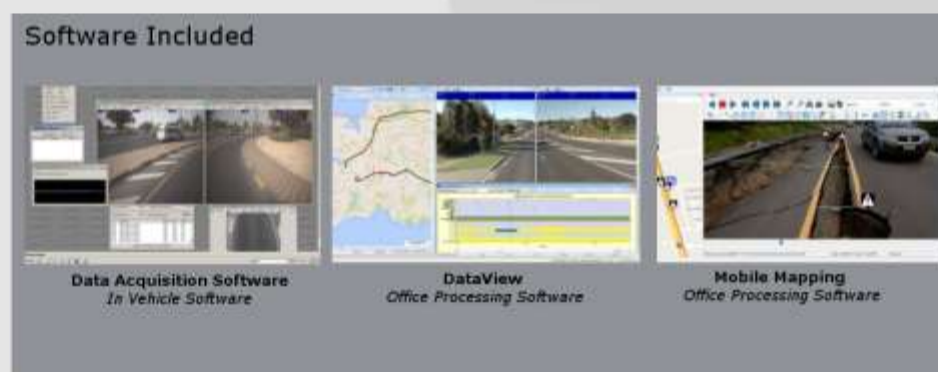 Software Included
Data Acquisition Software
In Vehicle Software
DataView
Office Processing Software
Mobile Mapping
Office Processing Software